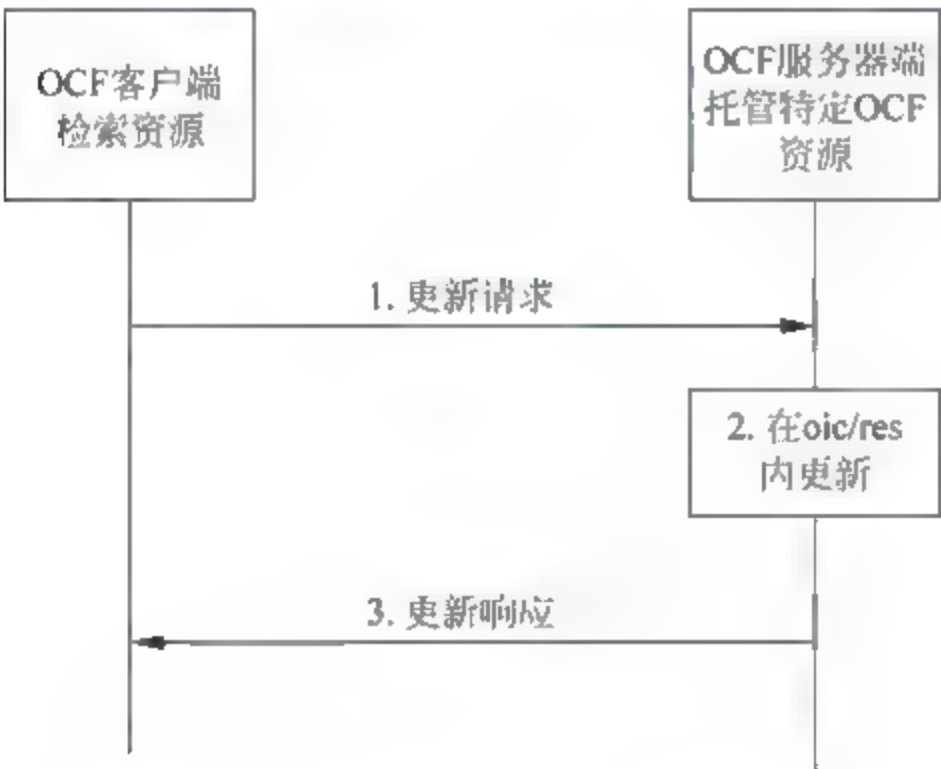 OCF客户端
检索资源
OCF服务器端
托管特定OCF
资源
1. 更新请求
2. 在oic/res
内更新
3. 更新响应